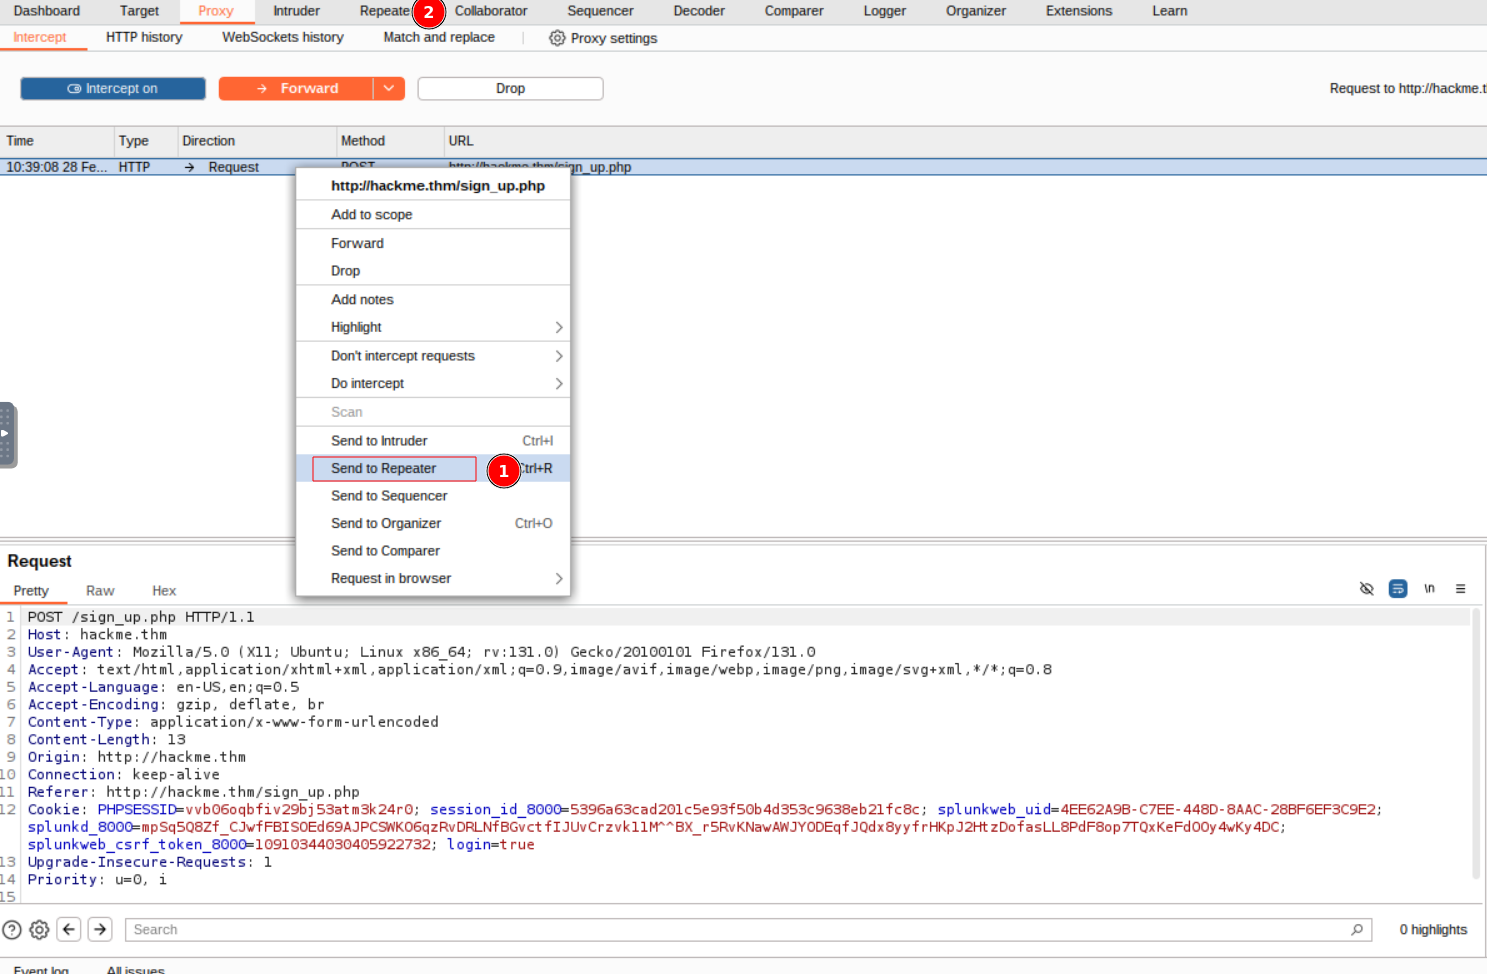 Dashboard Target Proxy Intruder Repeate 2 Collaborator Sequencer Decoder Comparer Logger Organizer Extensions Learn
Intercept HTTP history WebSockets history Match and replace Proxy settings
Intercept on Forward Drop Request to http://hackme.t
Time Type Direction Method URL
10:39:08 28 Fe... HTTP → Request POST http://hackme.thm/sign_up.php
http://hackme.thm/sign_up.php
Add to scope
Forward
Drop
Add notes
Highlight
Don't intercept requests
Do intercept
Scan
Send to Intruder Ctrl+I
Send to Repeater 1 Ctrl+R
Send to Sequencer
Send to Organizer Ctrl+O
Send to Comparer
Request in browser
Request
Pretty Raw Hex \n
1 POST /sign_up.php HTTP/1.1
2 Host: hackme.thm
3 User-Agent: Mozilla/5.0 (X11; Ubuntu; Linux x86_64; rv:131.0) Gecko/20100101 Firefox/131.0
4 Accept: text/html,application/xhtml+xml,application/xml;q=0.9,image/avif,image/webp,image/png,image/svg+xml,*/*;q=0.8
5 Accept-Language: en-US,en;q=0.5
6 Accept-Encoding: gzip, deflate, br
7 Content-Type: application/x-www-form-urlencoded
8 Content-Length: 13
9 Origin: http://hackme.thm
10 Connection: keep-alive
11 Referer: http://hackme.thm/sign_up.php
12 Cookie: PHPSESSID=vvb06oqbfiv29bj53atm3k24r0; session_id_8000=5396a63cad201c5e93f50b4d353c9638eb21fc8c; splunkweb_uid=4EE62A9B-C7EE-448D-8AAC-28BF6EF3C9E2;
splunkd_8000=mpSq5Q8Zf_CJwfFBISOEd69AJPCSWKO6qzRvDRLNfBGvctfIJUvCrzvk11M^^BX_r5RvKNawAWJYODEqfJQdx8yyfrHKpJ2HtzDofasLL8PdF8op7TQxKeFdOOy4wKy4DC;
splunkweb_csrf_token_8000=10910344030405922732; login=true
13 Upgrade-Insecure-Requests: 1
14 Priority: u=0, i
15
Search 0 highlights
Event log All issues